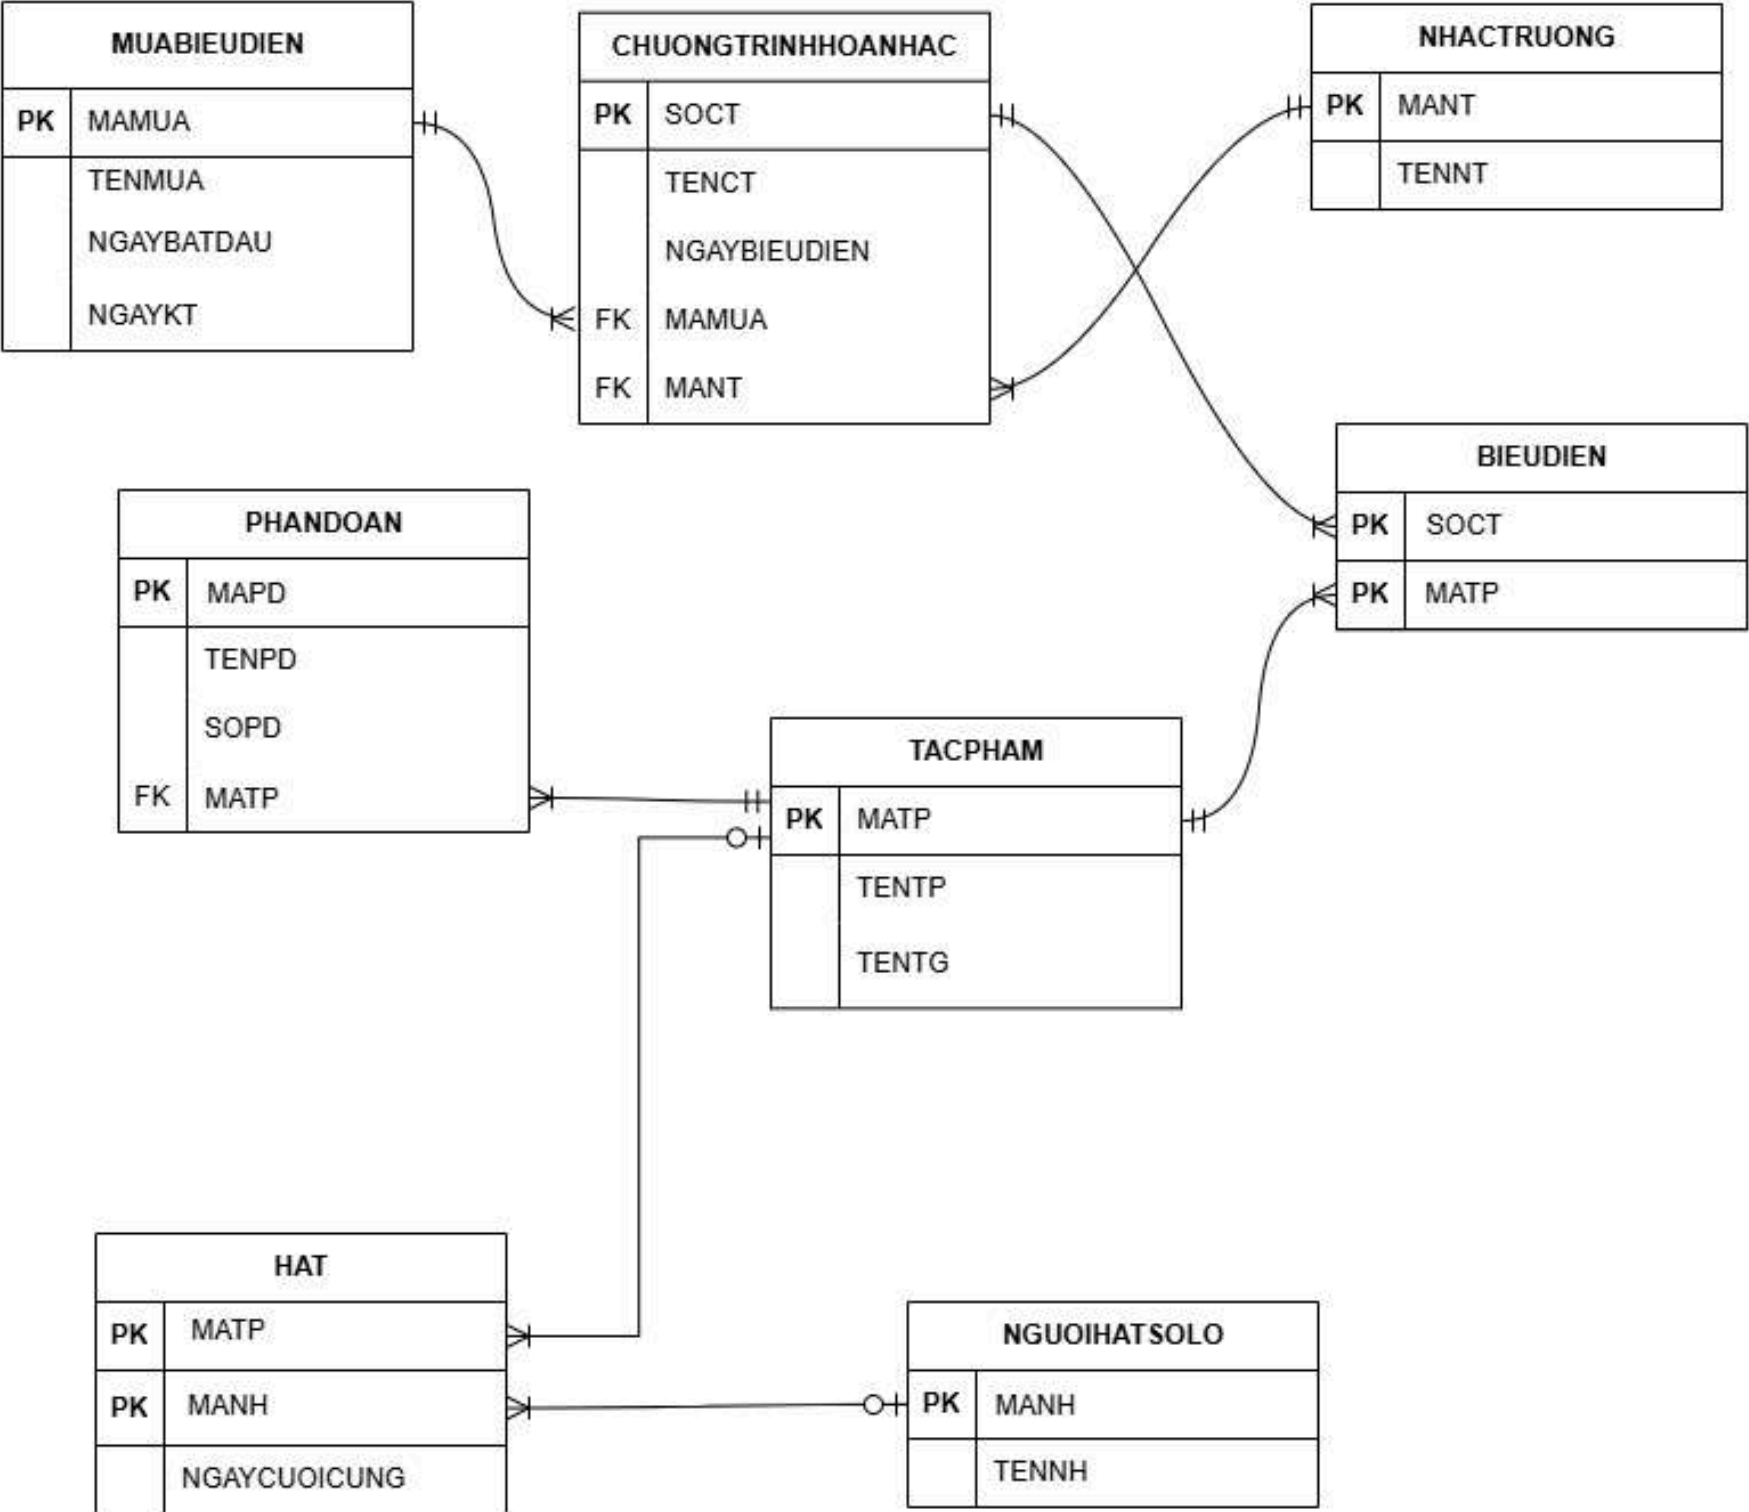 MUABIEUDIEN
PK MAMUA
TENMUA
NGAYBATDAU
NGAYKT
CHUONGTRINHHOANHAC
PK SOCT
TENCT
NGAYBIEUDIEN
FK MAMUA
FK MANT
NHACTRUONG
PK MANT
TENNT
BIEUDIEN
PK SOCT
PK MATP
PHANDOAN
PK MAPD
TENPD
SOPD
FK MATP
TACPHAM
PK MATP
TENTP
TENTG
HAT
PK MATP
PK MANH
NGAYCUOICUNG
NGUOIHATSOLO
PK MANH
TENNH